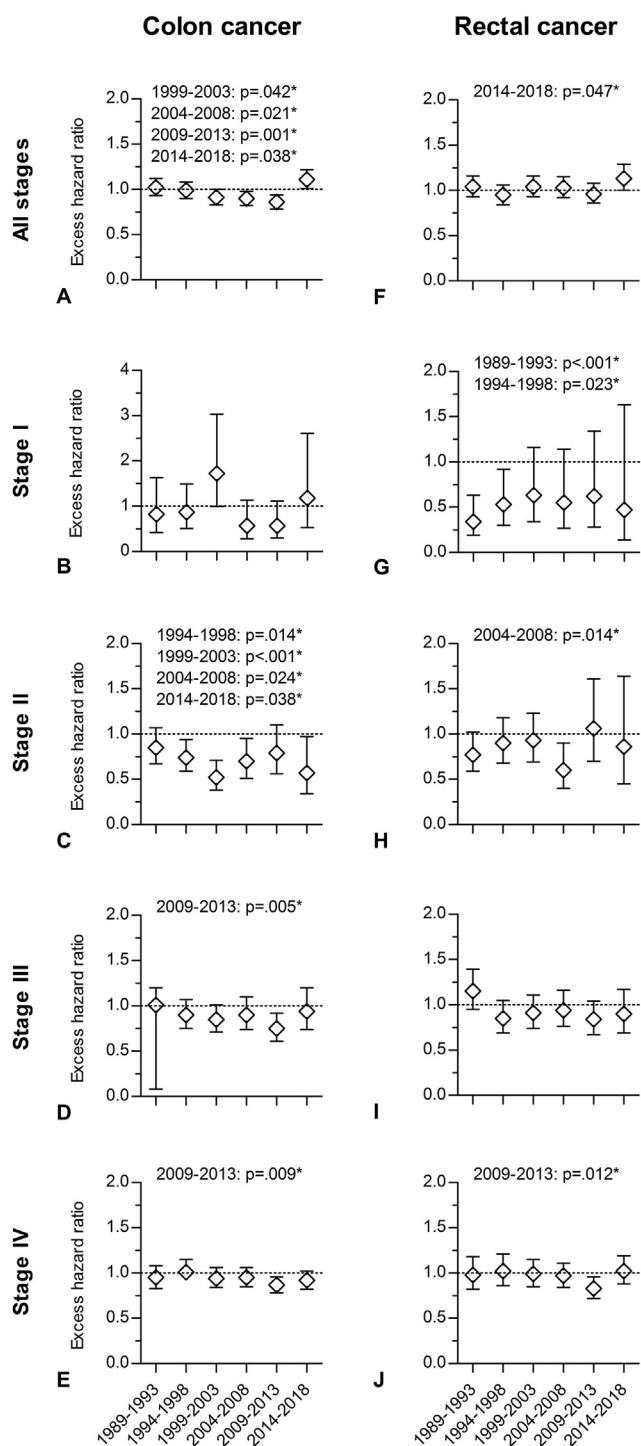 Colon cancer
Rectal cancer
All stages
Excess hazard ratio
2.0
1.5
1.0
0.5
0.0
1999-2003: p=.042*
2004-2008: p=.021*
2009-2013: p=.001*
2014-2018: p=.038*
A
2.0
1.5
1.0
0.5
0.0
2014-2018: p=.047*
F
Stage I
Excess hazard ratio
4
3
2
1
0
B
2.0
1.5
1.0
0.5
0.0
1989-1993: p<.001*
1994-1998: p=.023*
G
Stage II
Excess hazard ratio
2.0
1.5
1.0
0.5
0.0
1994-1998: p=.014*
1999-2003: p<.001*
2004-2008: p=.024*
2014-2018: p=.038*
C
2.0
1.5
1.0
0.5
0.0
2004-2008: p=.014*
H
Stage III
Excess hazard ratio
2.0
1.5
1.0
0.5
0.0
2009-2013: p=.005*
D
2.0
1.5
1.0
0.5
0.0
I
Stage IV
Excess hazard ratio
2.0
1.5
1.0
0.5
0.0
2009-2013: p=.009*
E
1989-1993
1994-1998
1999-2003
2004-2008
2009-2013
2014-2018
2.0
1.5
1.0
0.5
0.0
2009-2013: p=.012*
J
1989-1993
1994-1998
1999-2003
2004-2008
2009-2013
2014-2018